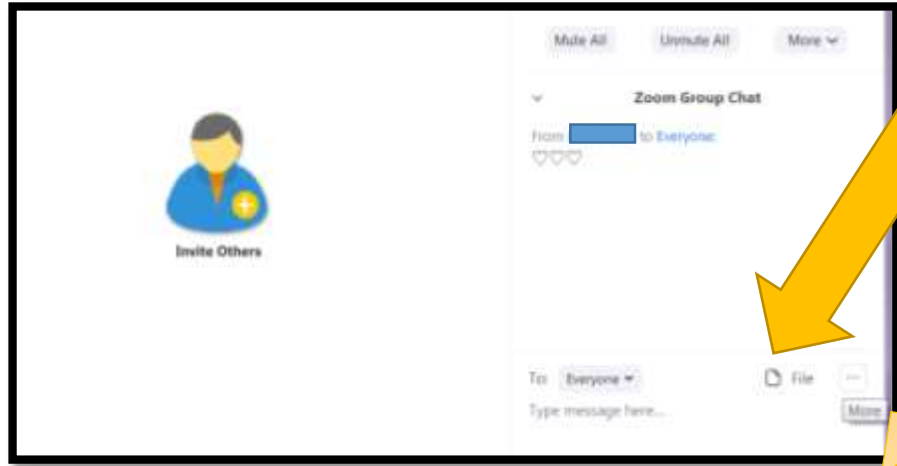 Mute All Unmute All More
Zoom Group Chat
From to Everyone:
♡♡♡
Invite Others
To: Everyone File ...
Type message here... More